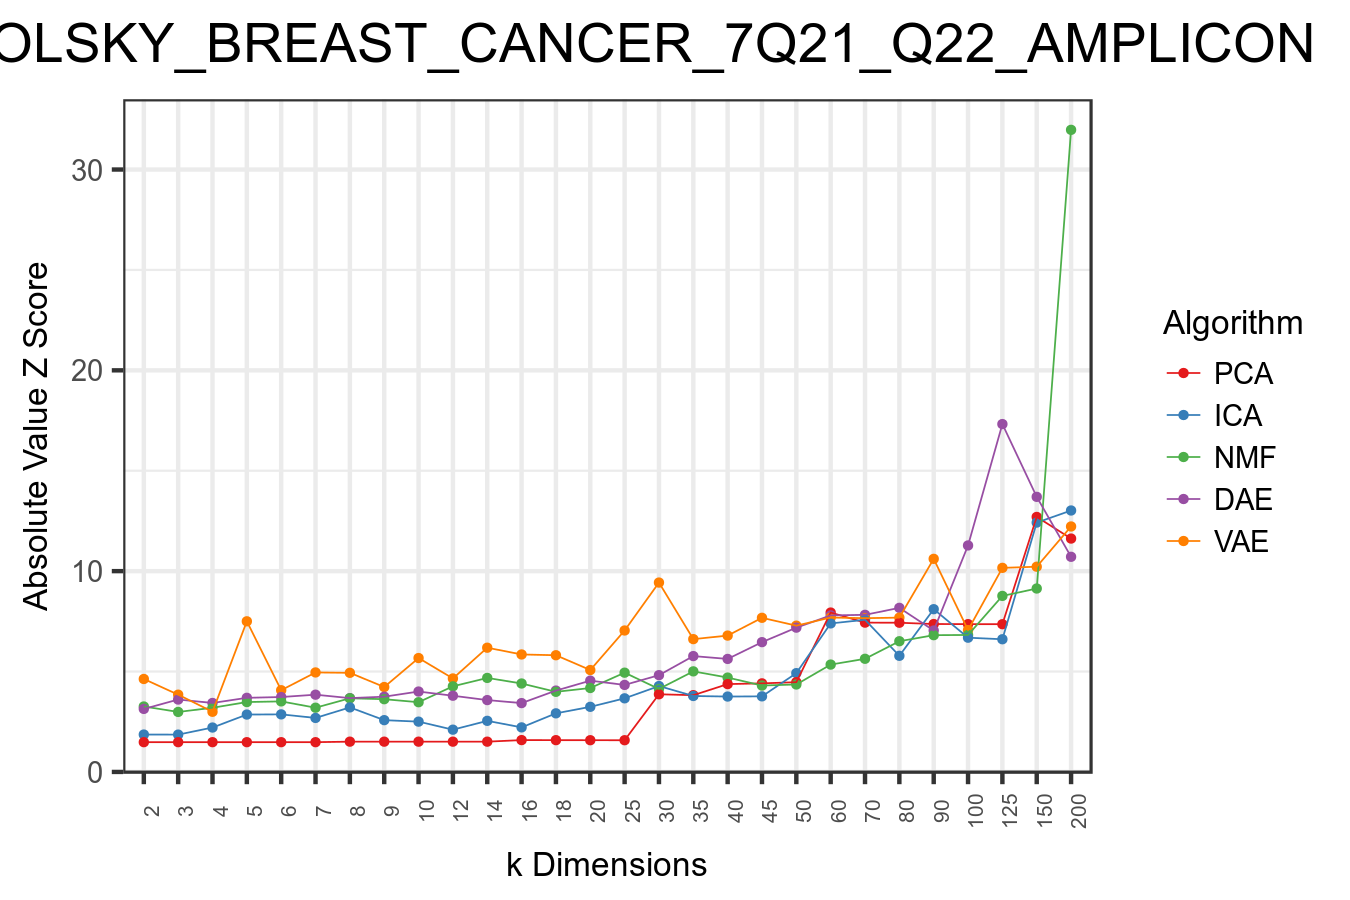 OLSKY_BREAST_CANCER_7Q21_Q22_AMPLICON
30
20
10
0
Absolute Value Z Score
2 3 4 5 6 7 8 9 10 12 14 16 18 20 25 30 35 40 45 50 60 70 80 90 100 125 150 200
k Dimensions
Algorithm
PCA
ICA
NMF
DAE
VAE